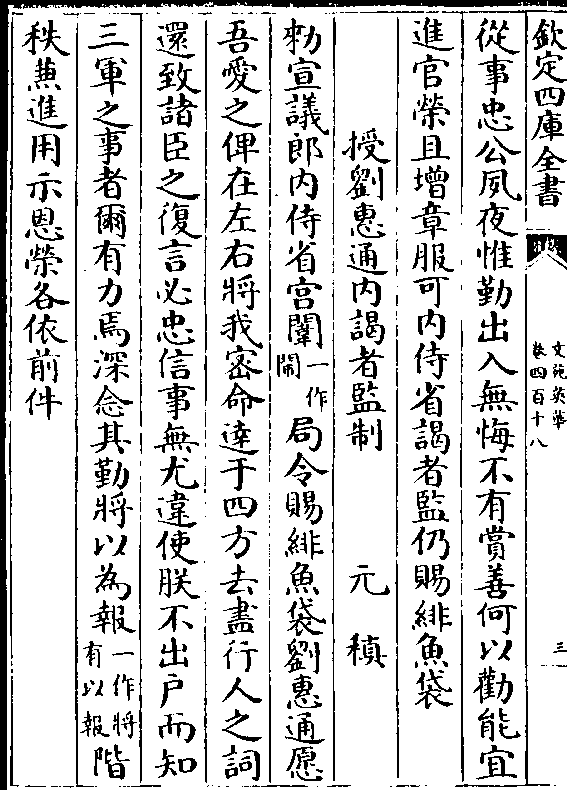 欽定四庫全書
文苑英華
卷四百十八
三
從事忠公夙夜惟勤出入無悔不有賞善何以勸能宜
進官榮且增章服可内侍省謁者監仍賜緋魚袋
授劉惠通内謁者監制 元稹
勅宣議郎内侍省宫闈一作闈局令賜緋魚袋劉惠通愿
吾愛之俾在左右將我密命達于四方去盡行人之詞
還致諸臣之復言必忠信事無尤違使朕不出户而知
三軍之事者爾有力焉深念其勤將以為報一作將有以報階
秩兼進用示恩榮各依前件